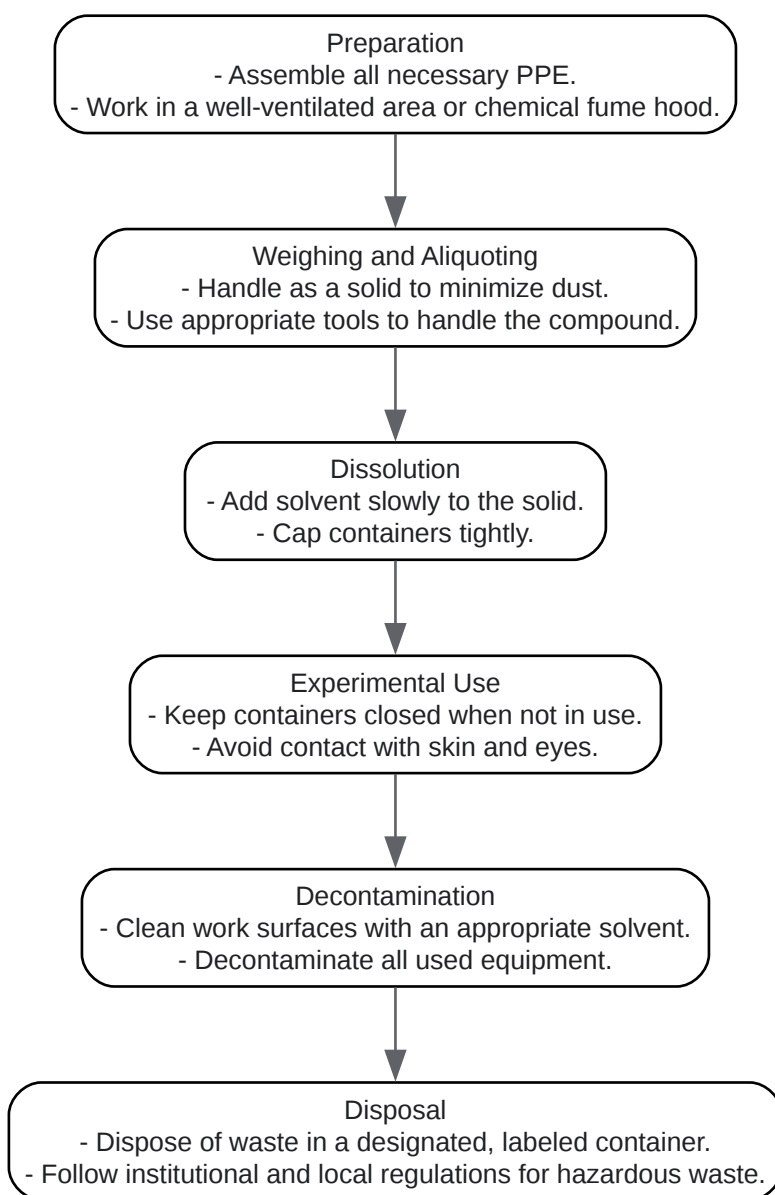 Preparation
- Assemble all necessary PPE.
- Work in a well-ventilated area or chemical fume hood.
Weighing and Aliquoting
- Handle as a solid to minimize dust.
- Use appropriate tools to handle the compound.
Dissolution
- Add solvent slowly to the solid.
- Cap containers tightly.
Experimental Use
- Keep containers closed when not in use.
- Avoid contact with skin and eyes.
Decontamination
- Clean work surfaces with an appropriate solvent.
- Decontaminate all used equipment.
Disposal
- Dispose of waste in a designated, labeled container.
- Follow institutional and local regulations for hazardous waste.